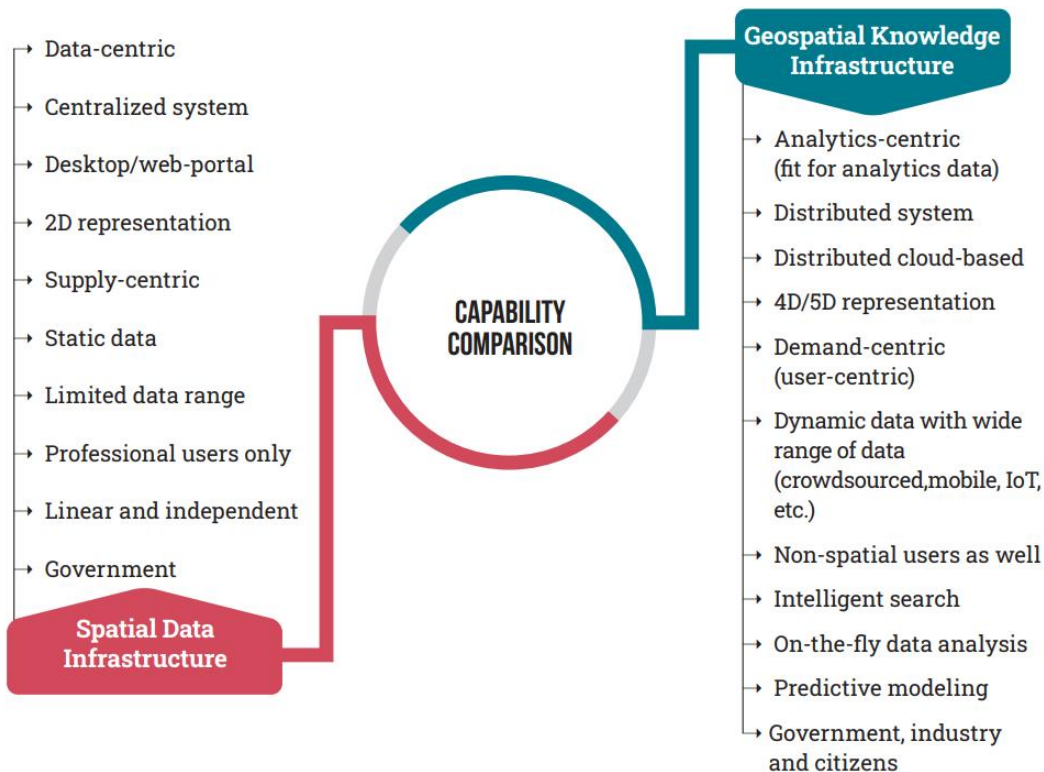 Data-centric
Centralized system
Desktop/web-portal
2D representation
Supply-centric
Static data
Limited data range
Professional users only
Linear and independent
Government
Spatial Data
Infrastructure
CAPABILITY
COMPARISON
Geospatial Knowledge
Infrastructure
Analytics-centric
(fit for analytics data)
Distributed system
Distributed cloud-based
4D/5D representation
Demand-centric
(user-centric)
Dynamic data with wide
range of data
(crowdsourced,mobile, IoT,
etc.)
Non-spatial users as well
Intelligent search
On-the-fly data analysis
Predictive modeling
Government, industry
and citizens